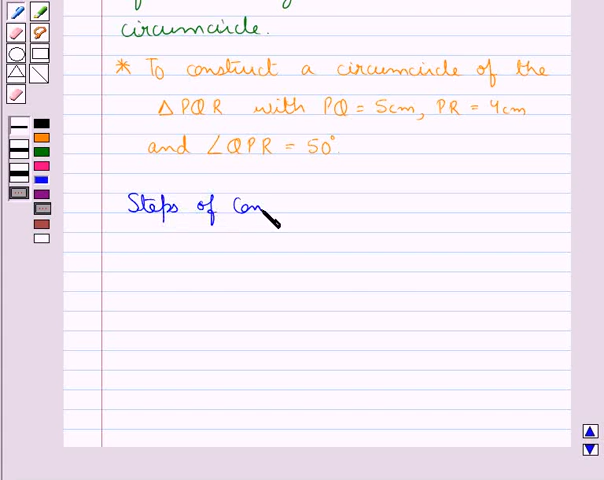 circumcircle.
* To construct a circumcircle of the
Δ PQR with PQ = 5cm, PR = 4cm
and ∠QPR = 50°.
Steps of Con